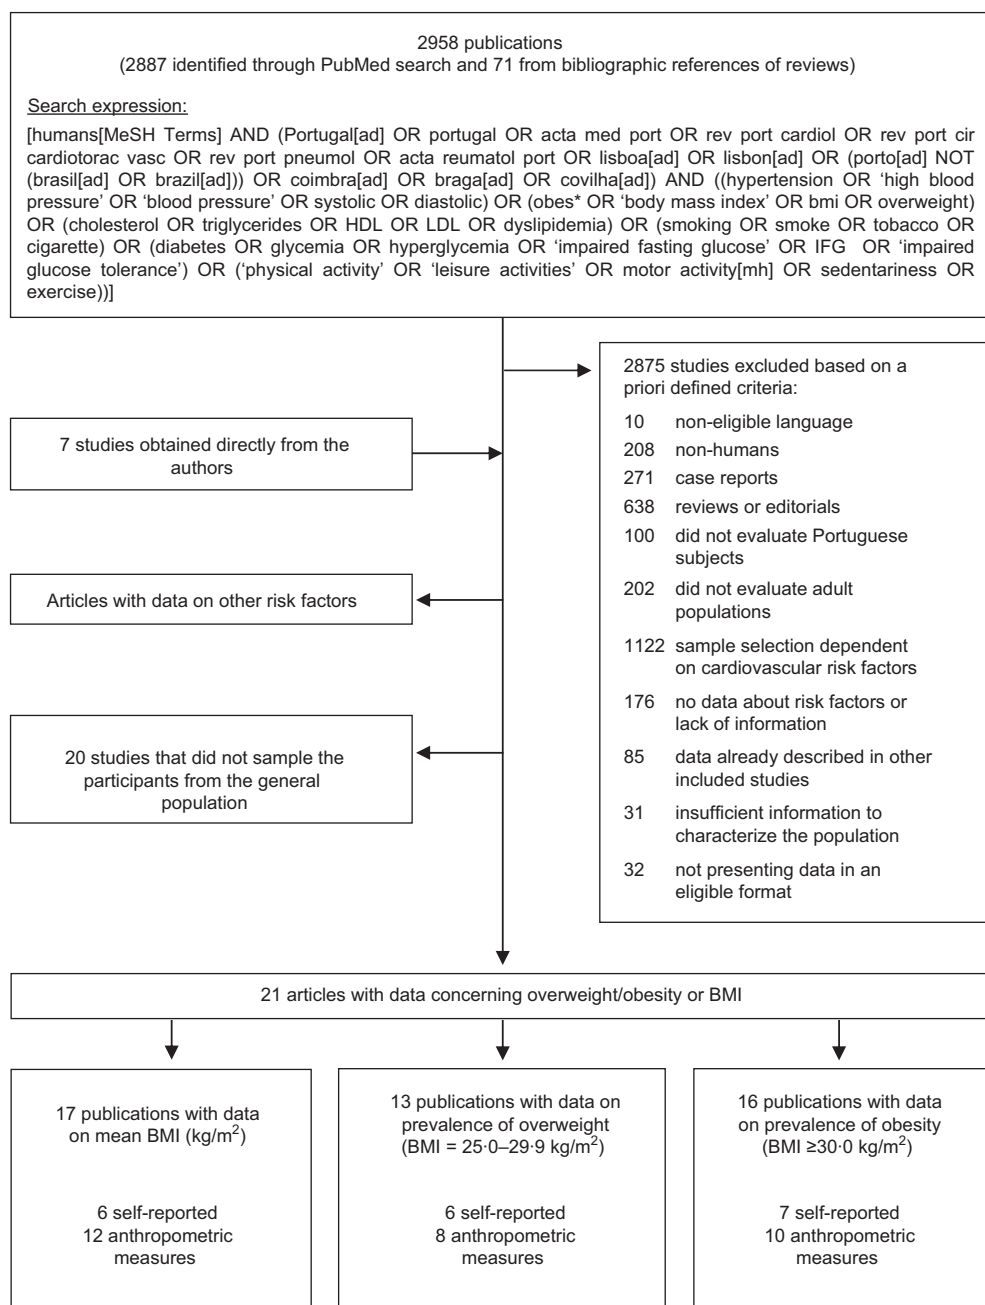 2958 publications
(2887 identified through PubMed search and 71 from bibliographic references of reviews)
Search expression:
[humans[MeSH Terms] AND (Portugal[ad] OR portugal OR acta med port OR rev port cardiol OR rev port cir
cardiotorac vasc OR rev port pneumol OR acta reumatol port OR lisboa[ad] OR lisbon[ad] OR (porto[ad] NOT
(brasil[ad] OR brazil[ad])) OR coimbra[ad] OR braga[ad] OR covilha[ad]) AND ((hypertension OR ‘high blood
pressure’ OR ‘blood pressure’ OR systolic OR diastolic) OR (obes* OR ‘body mass index’ OR bmi OR overweight)
OR (cholesterol OR triglycerides OR HDL OR LDL OR dyslipidemia) OR (smoking OR smoke OR tobacco OR
cigarette) OR (diabetes OR glycemia OR hyperglycemia OR ‘impaired fasting glucose’ OR IFG OR ‘impaired
glucose tolerance’) OR (‘physical activity’ OR ‘leisure activities’ OR motor activity[mh] OR sedentariness OR
exercise))]
2875 studies excluded based on a
priori defined criteria:
10 non-eligible language
208 non-humans
271 case reports
638 reviews or editorials
100 did not evaluate Portuguese
subjects
202 did not evaluate adult
populations
1122 sample selection dependent
on cardiovascular risk factors
176 no data about risk factors or
lack of information
85 data already described in other
included studies
31 insufficient information to
characterize the population
32 not presenting data in an
eligible format
7 studies obtained directly from the
authors
Articles with data on other risk factors
20 studies that did not sample the
participants from the general
population
21 articles with data concerning overweight/obesity or BMI
17 publications with data
on mean BMI (kg/m²)
6 self-reported
12 anthropometric
measures
13 publications with data on
prevalence of overweight
(BMI = 25·0–29·9 kg/m²)
6 self-reported
8 anthropometric
measures
16 publications with data
on prevalence of obesity
(BMI ≥30·0 kg/m²)
7 self-reported
10 anthropometric
measures